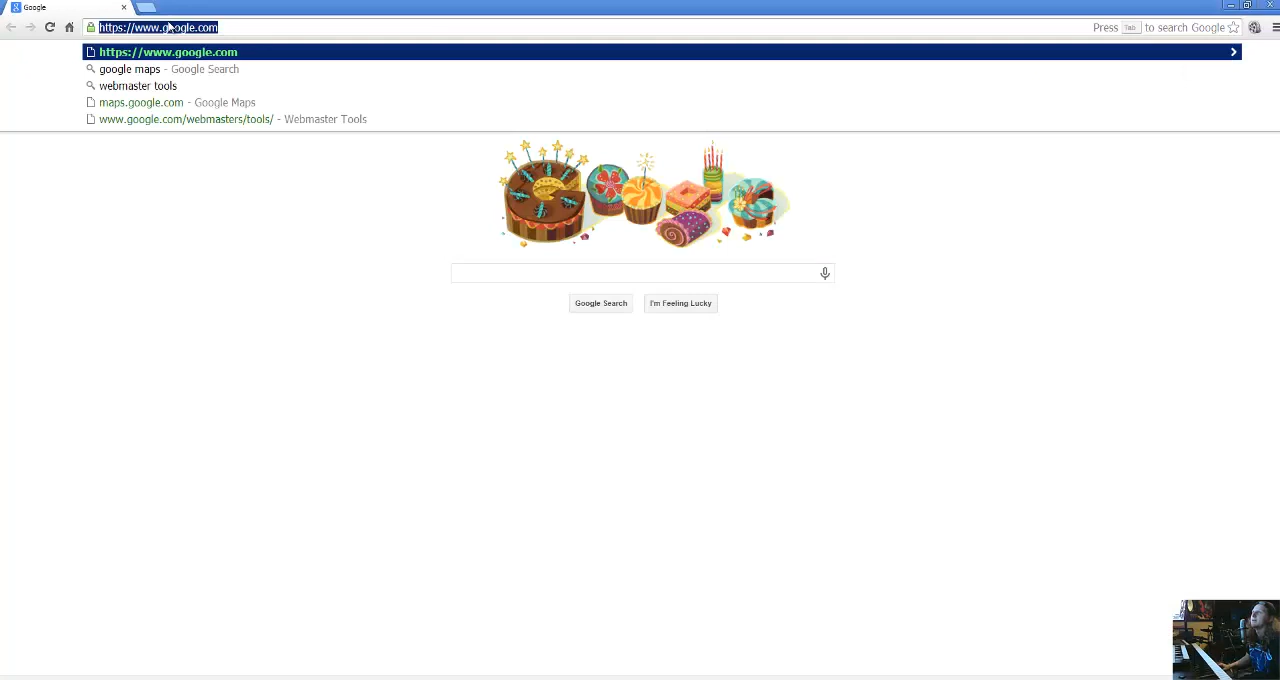 Google
https://www.google.com
Press Tab to search Google
https://www.google.com
google maps - Google Search
webmaster tools
maps.google.com - Google Maps
www.google.com/webmasters/tools/ - Webmaster Tools
Google Search
I'm Feeling Lucky